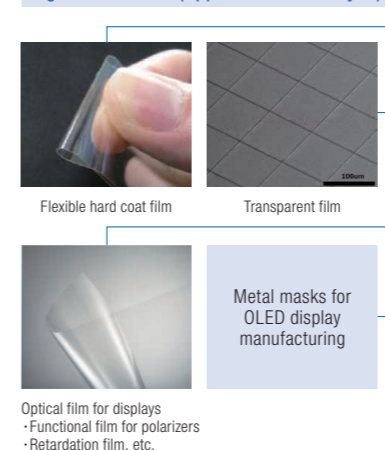 100um
Flexible hard coat film
Transparent film
Metal masks for
OLED display
manufacturing
Optical film for displays
・Functional film for polarizers
・Retardation film, etc.